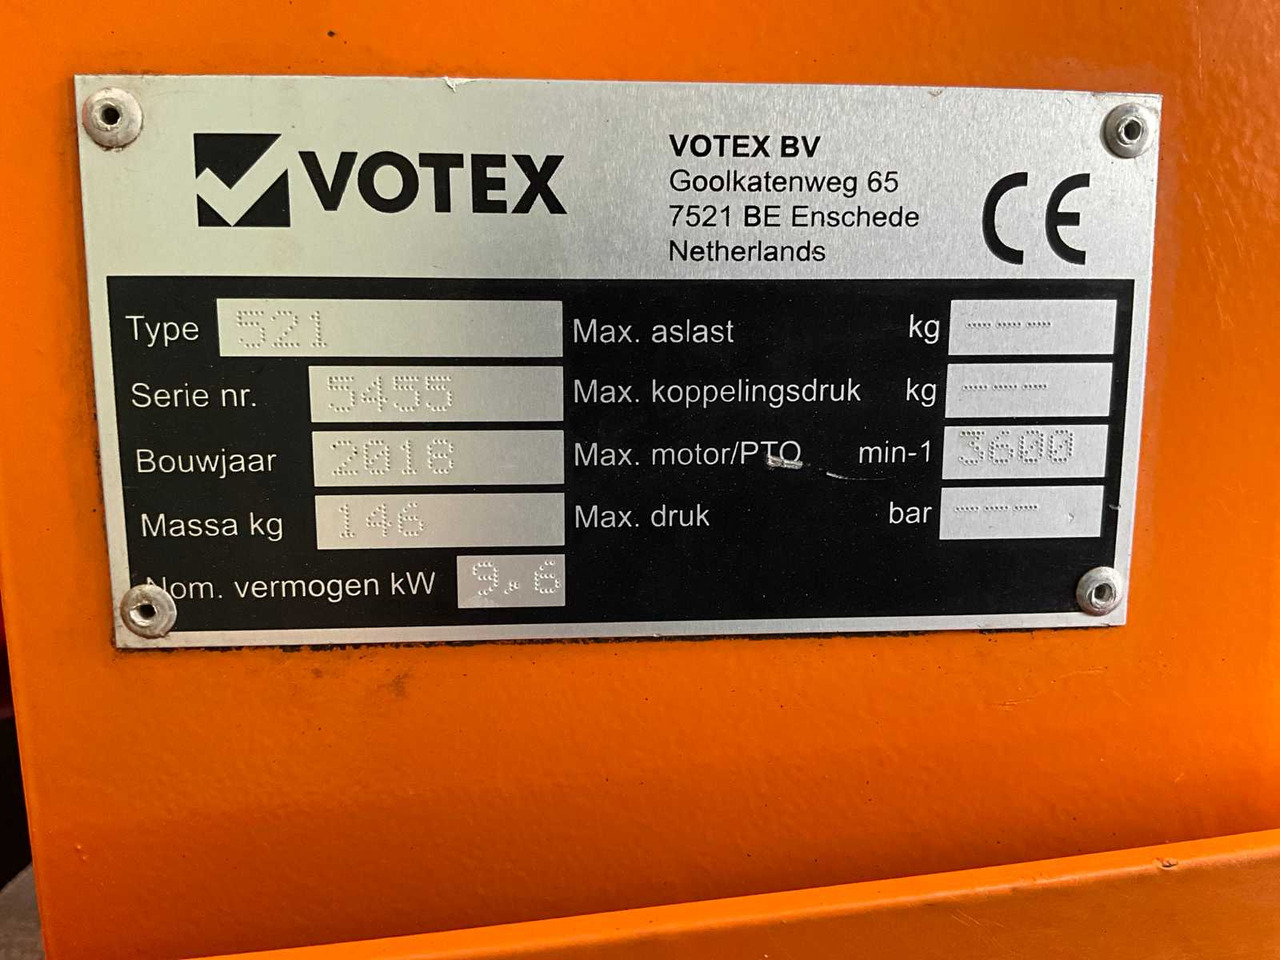 VOTEX
VOTEX BV
Goolkatenweg 65
7521 BE Enschede
Netherlands
CE
Type 521
Serie nr. 5455
Bouwjaar 2018
Massa kg 146
Nom. vermogen kW 9.6
Max. aslast kg --- --- ---
Max. koppelingsdruk kg --- --- ---
Max. motor/PTO min-1 3600
Max. druk bar --- --- ---